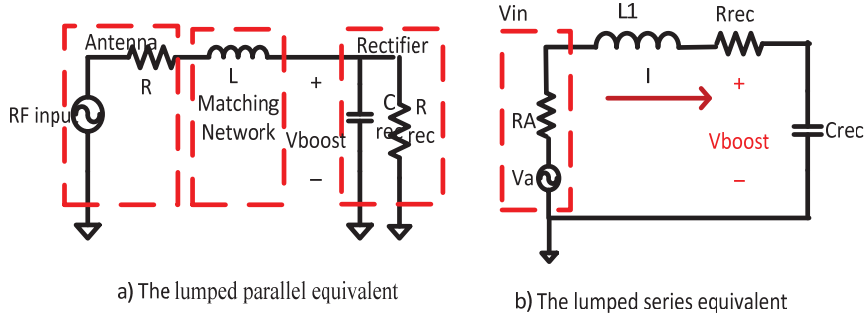 Antenna
Rectifier
R
L
+
RF input
Matching
Network
C
rec
R
rec
Vboost
–
a) The lumped parallel equivalent
Vin
L1
Rrec
I
+
RA
Vboost
Crec
Va
–
b) The lumped series equivalent